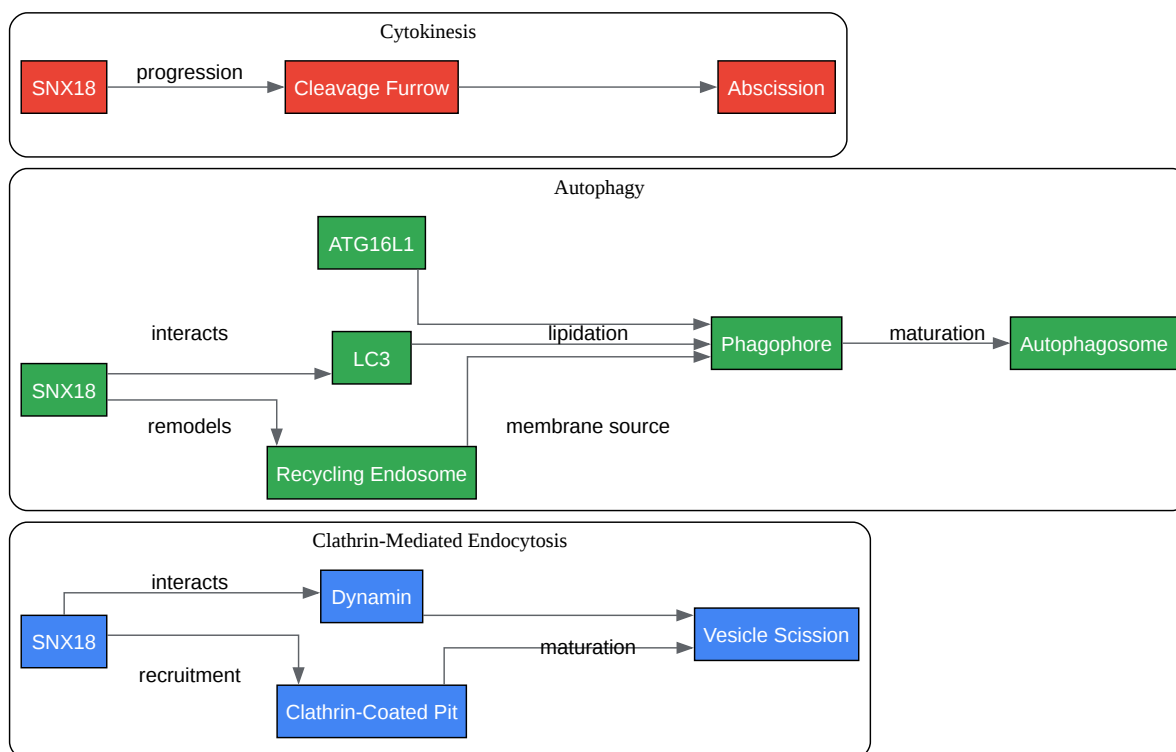 Cytokinesis
SNX18
progression
Cleavage Furrow
Abscission
Autophagy
ATG16L1
interacts
LC3
lipidation
Phagophore
maturation
Autophagosome
SNX18
remodels
membrane source
Recycling Endosome
Clathrin-Mediated Endocytosis
interacts
Dynamin
SNX18
Vesicle Scission
maturation
recruitment
Clathrin-Coated Pit